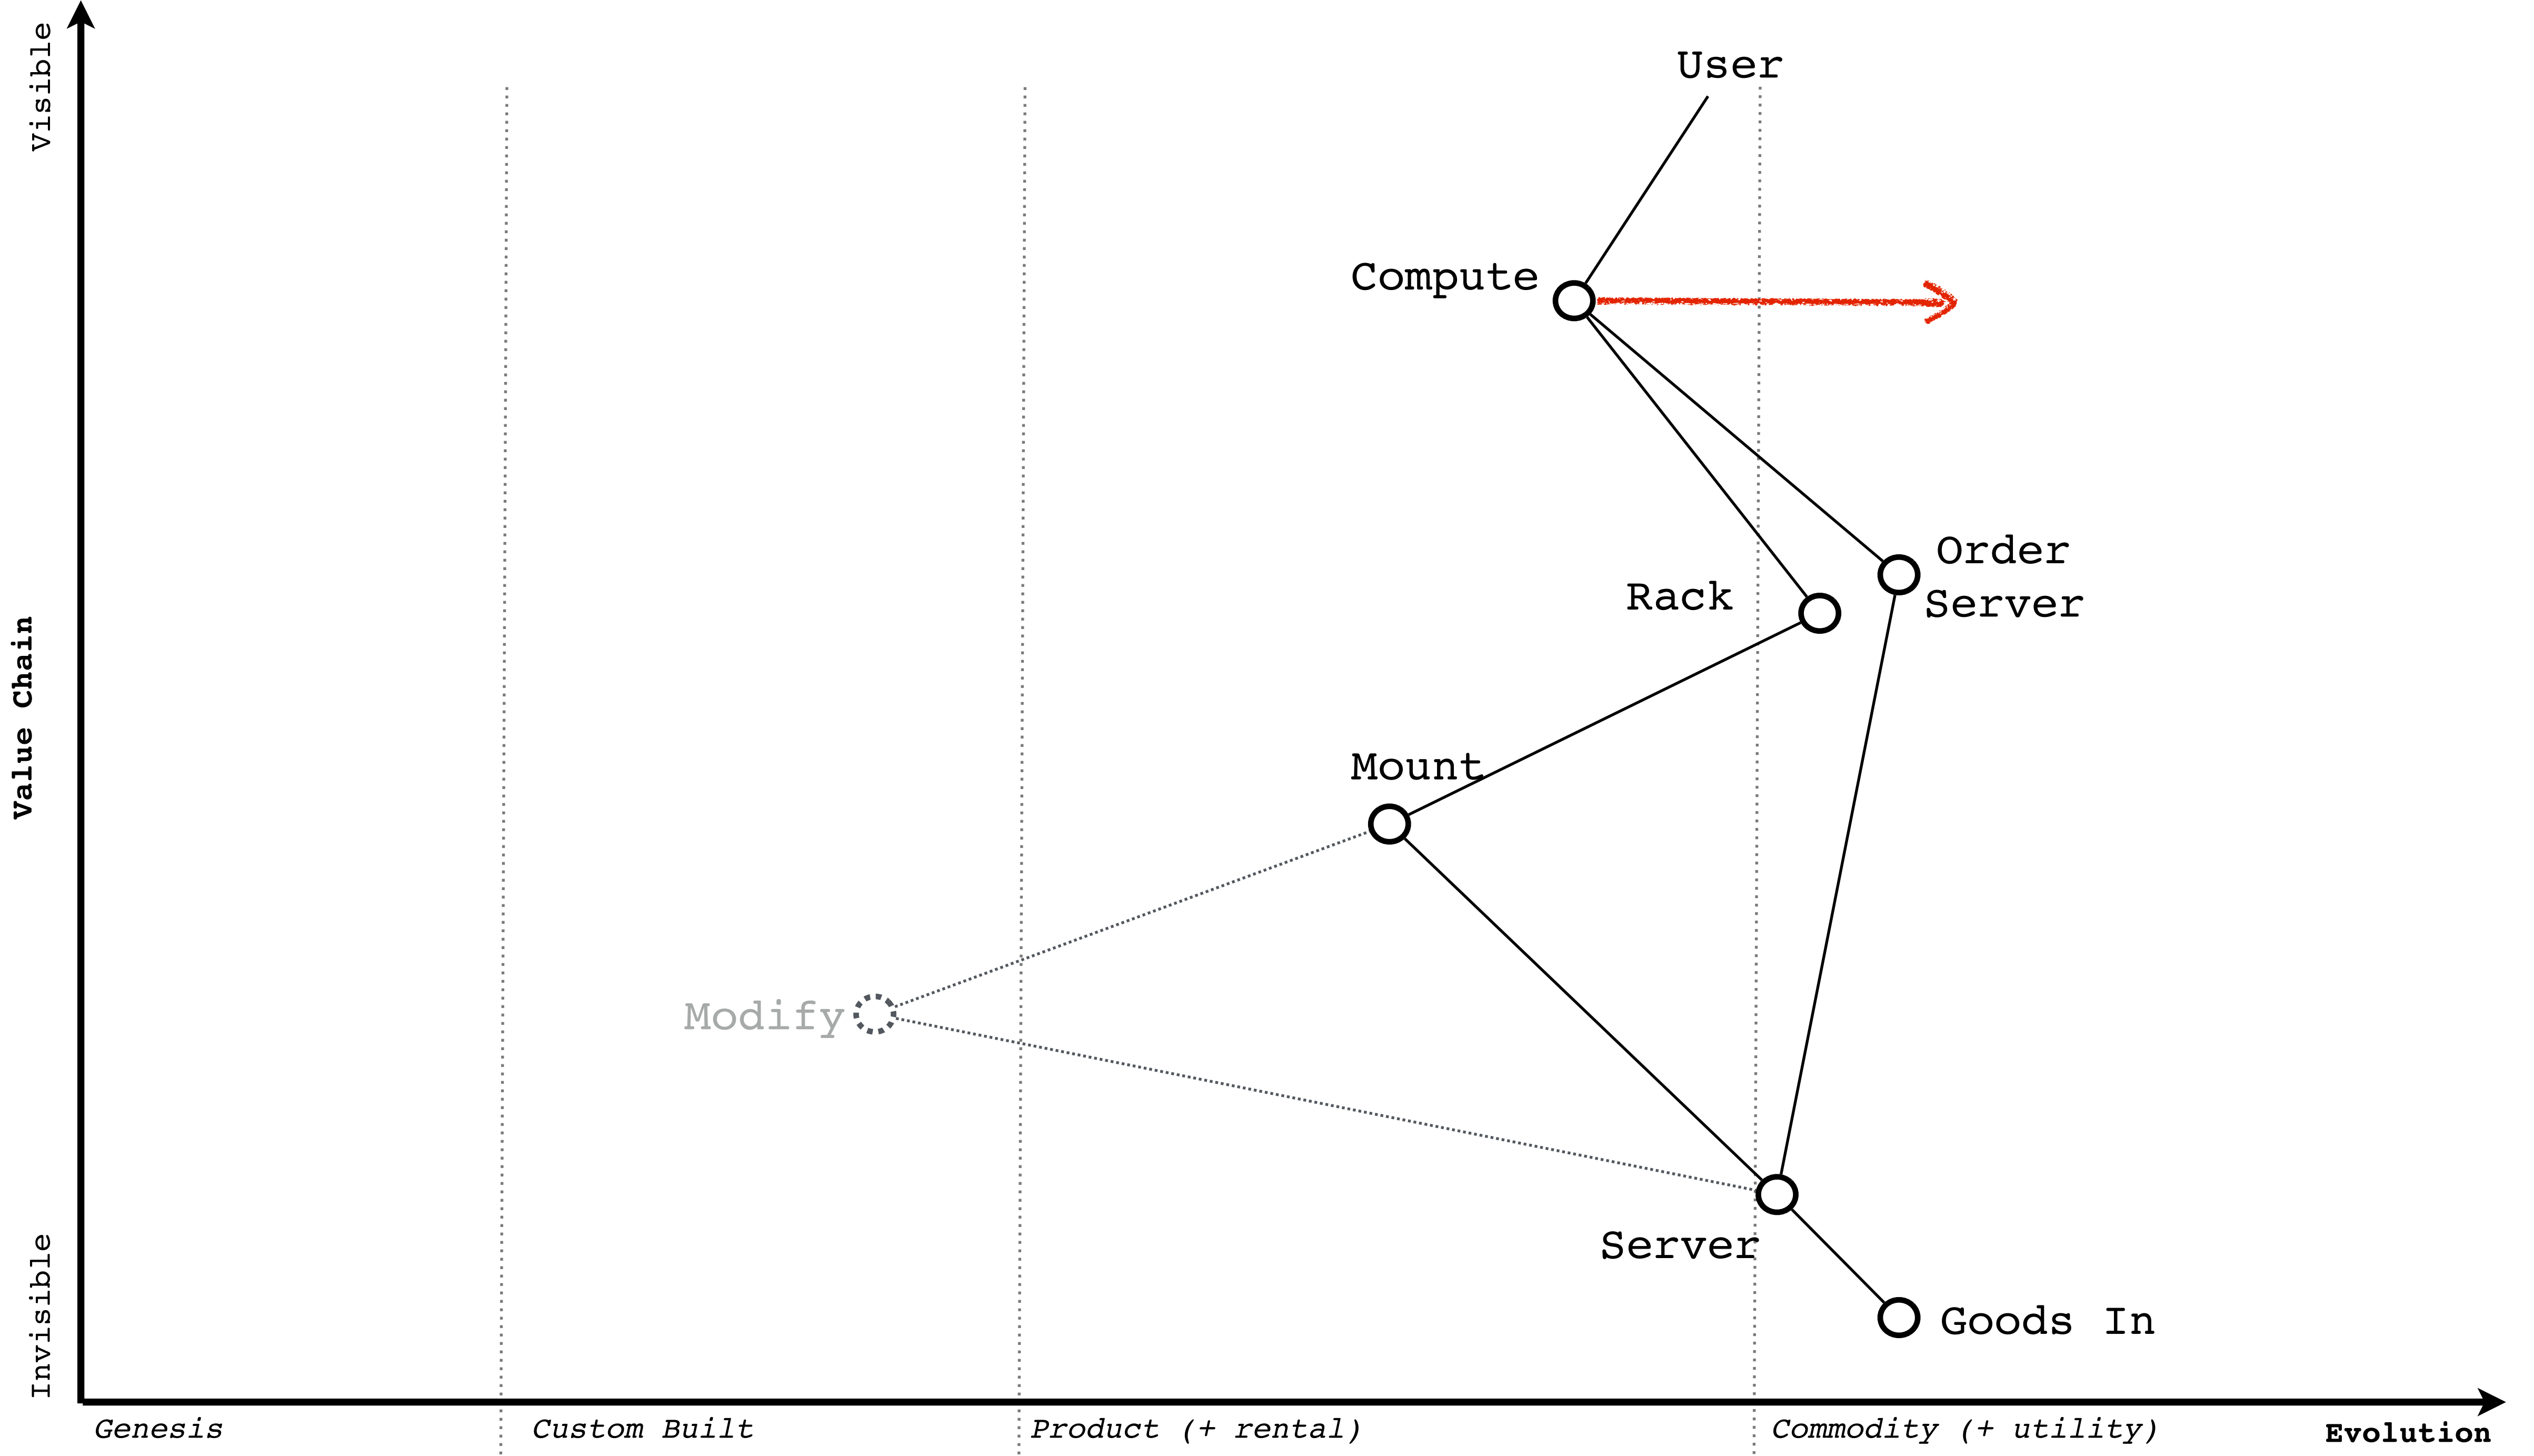 Visible
User
Compute
Order
Server
Rack
Value Chain
Mount
Modify
Server
Invisible
Goods In
Genesis
Custom Built
Product (+ rental)
Commodity (+ utility)
Evolution